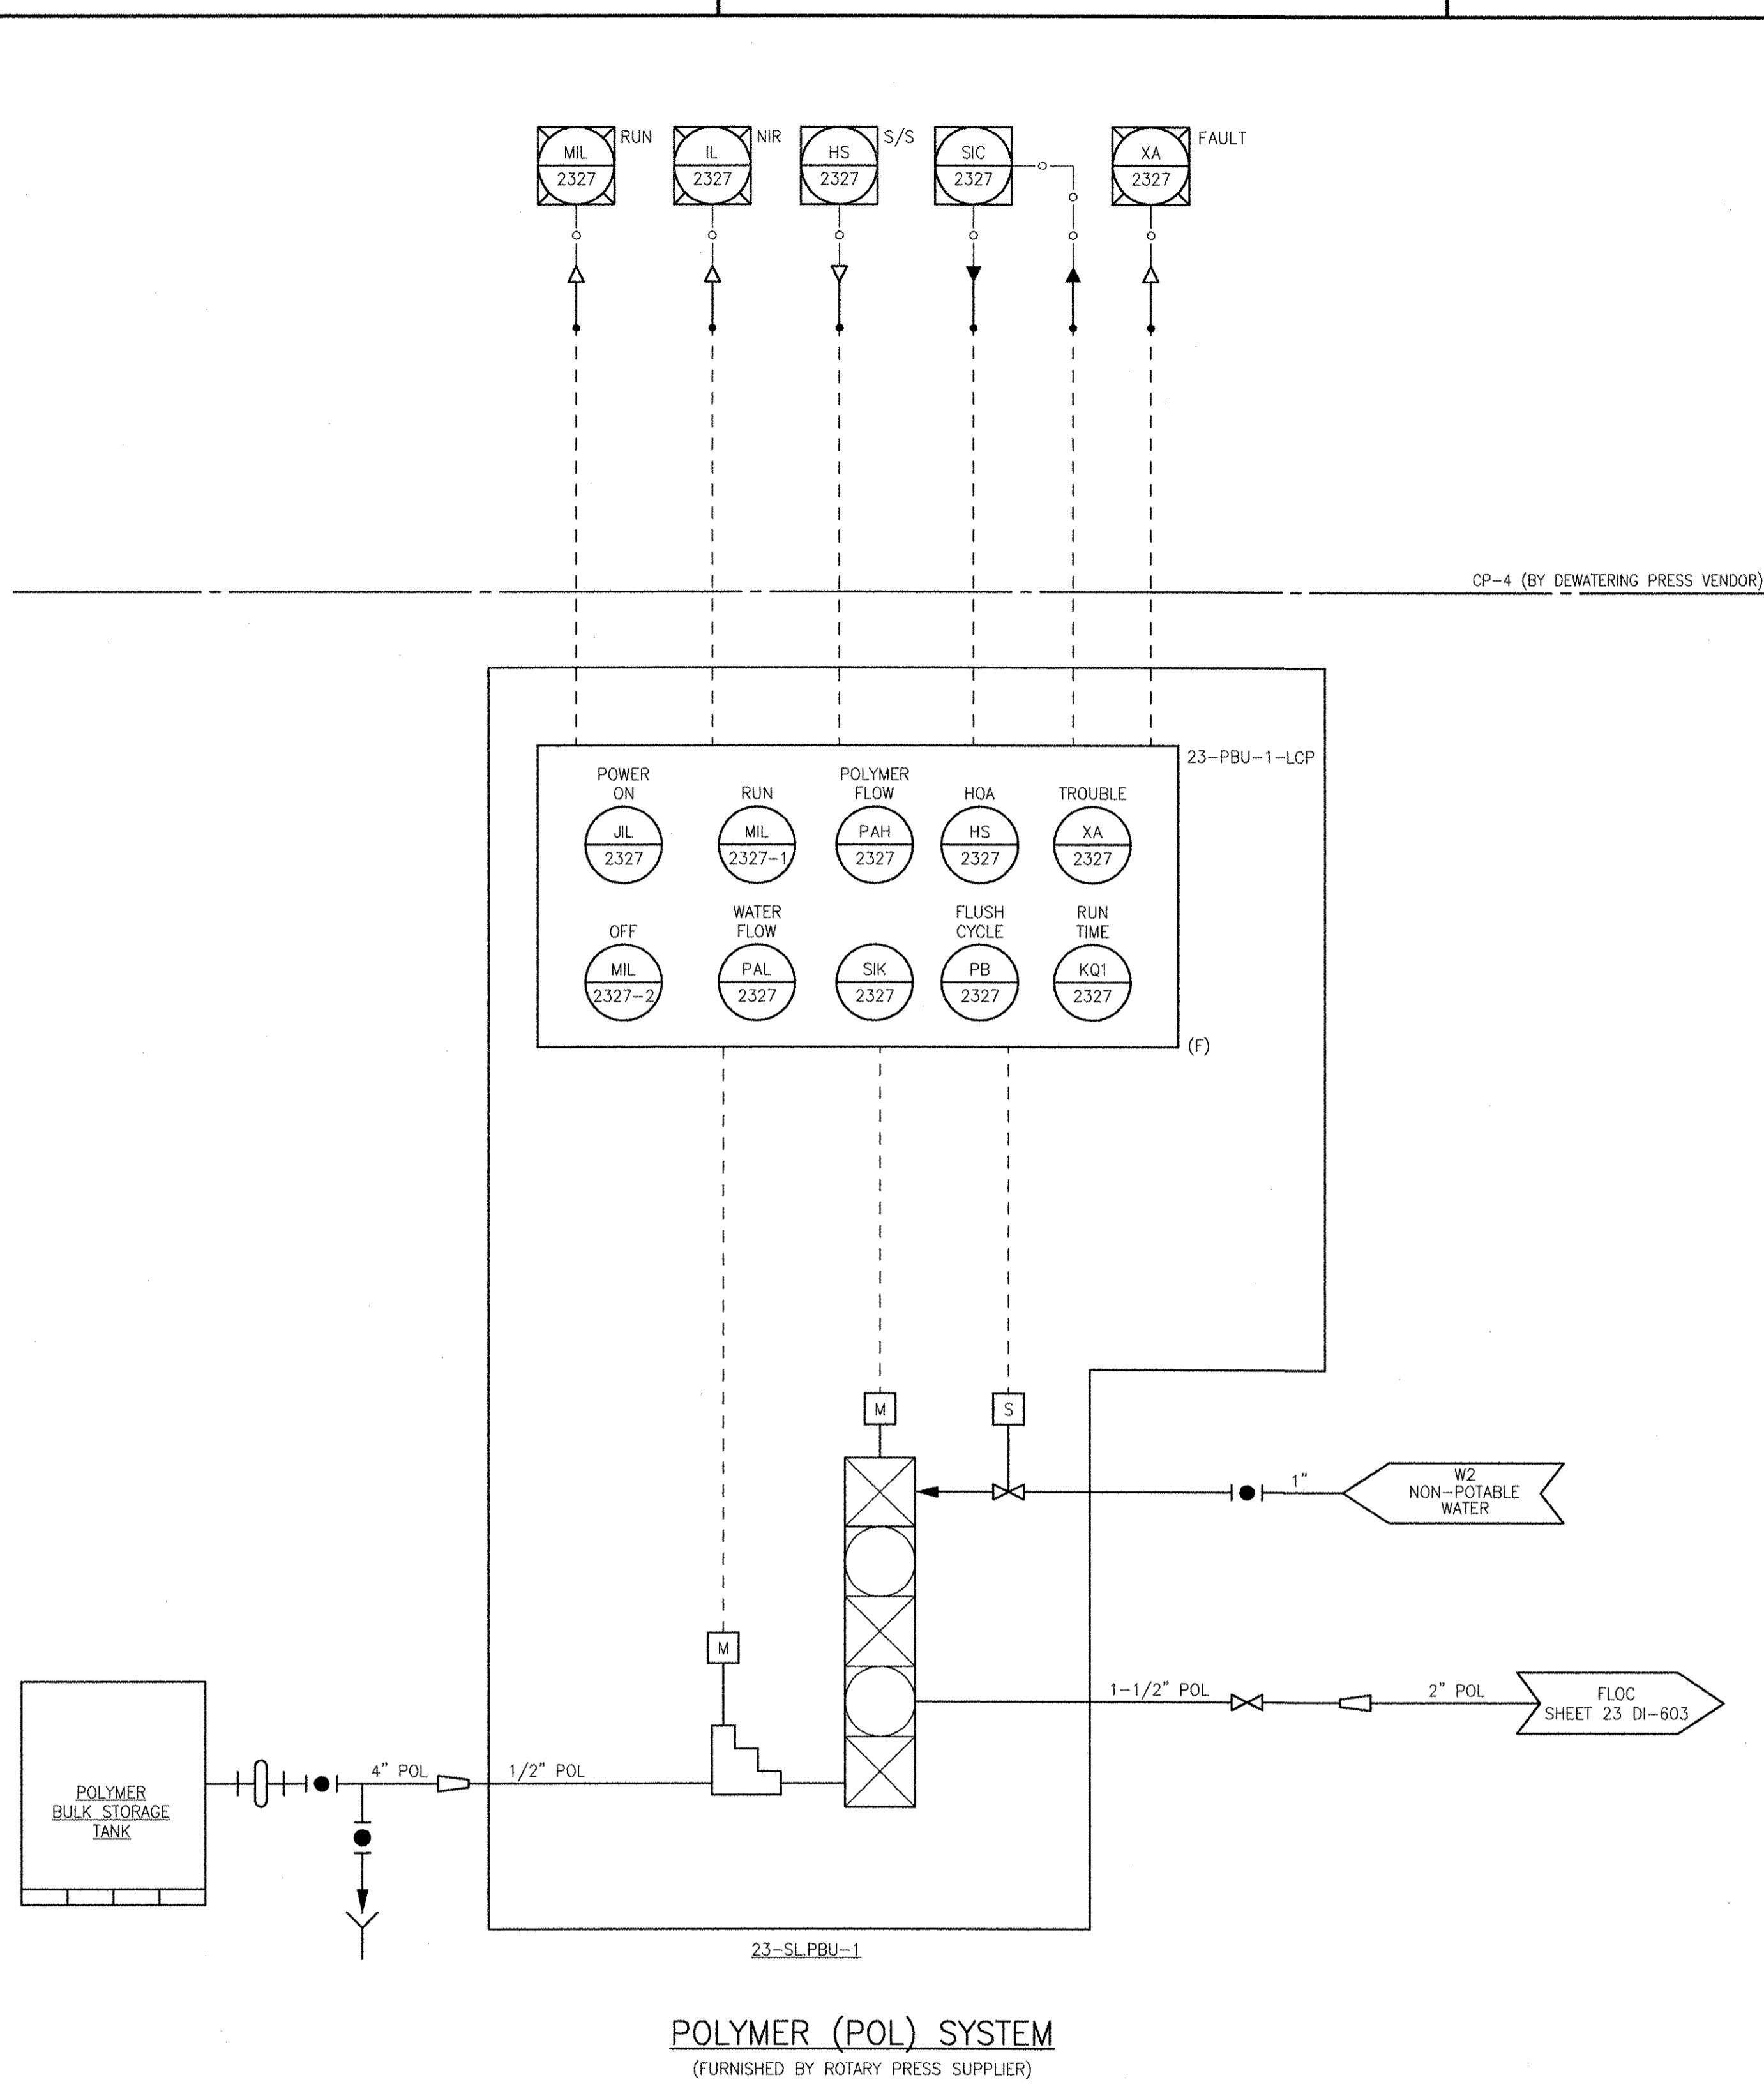 RUN
NIR
S/S
FAULT
MIL
2327
IL
2327
HS
2327
SIC
2327
XA
2327
CP-4 (BY DEWATERING PRESS VENDOR)
23-PBU-1-LCP
POWER
ON
JIL
2327
RUN
MIL
2327-1
POLYMER
FLOW
PAH
2327
HOA
HS
2327
TROUBLE
XA
2327
OFF
MIL
2327-2
WATER
FLOW
PAL
2327
SIK
2327
FLUSH
CYCLE
PB
2327
RUN
TIME
KQ1
2327
(F)
M
S
1"
W2
NON-POTABLE
WATER
M
1-1/2" POL
2" POL
FLOC
SHEET 23 DI-603
POLYMER
BULK STORAGE
TANK
4" POL
1/2" POL
23-SL.PBU-1
POLYMER (POL) SYSTEM
(FURNISHED BY ROTARY PRESS SUPPLIER)